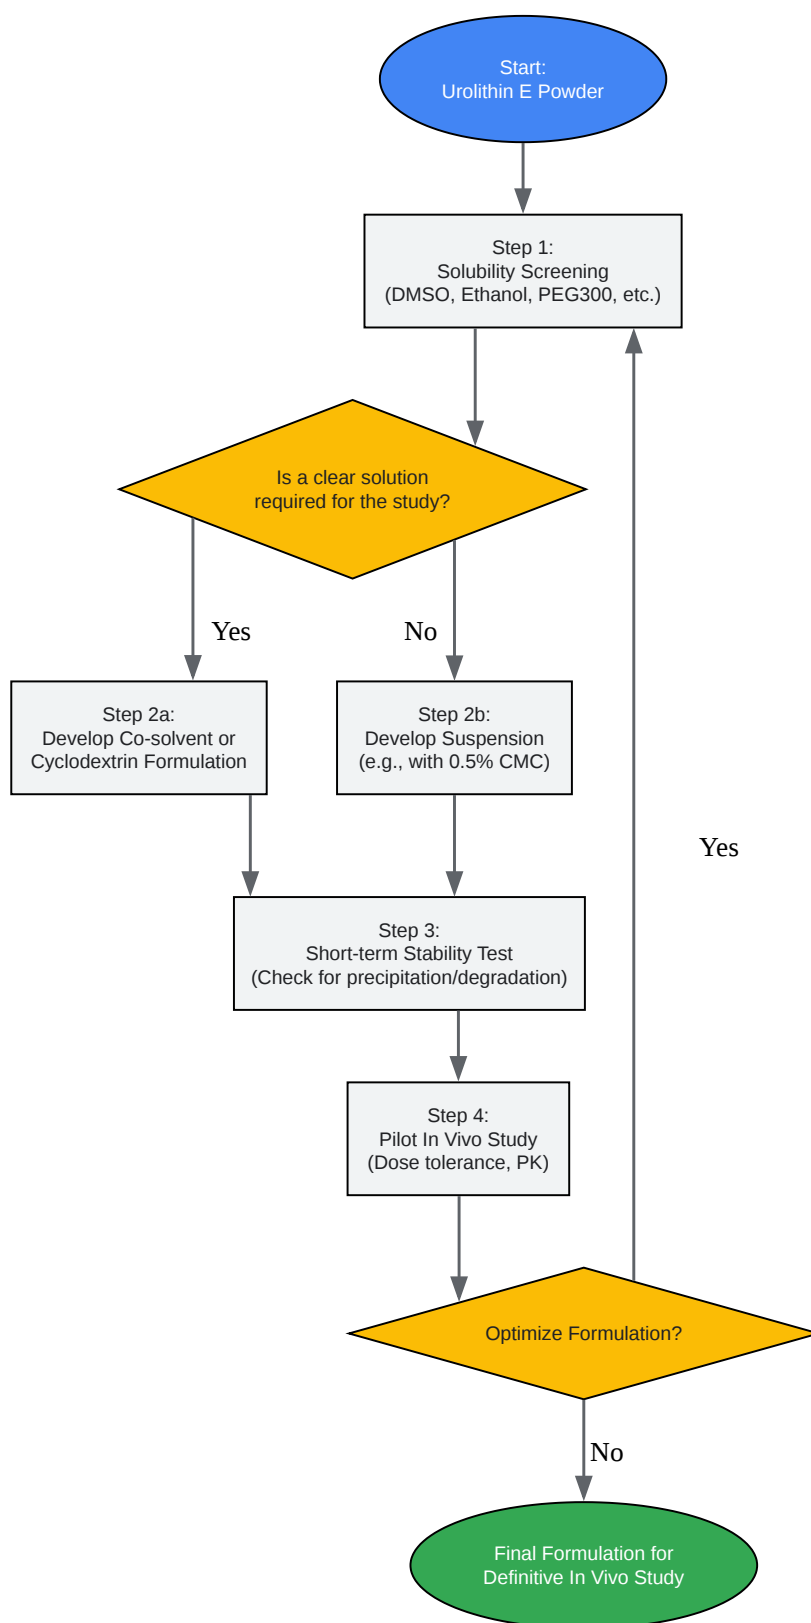 Start:
Urolithin E Powder
Step 1:
Solubility Screening
(DMSO, Ethanol, PEG300, etc.)
Is a clear solution
required for the study?
Yes
No
Step 2a:
Develop Co-solvent or
Cyclodextrin Formulation
Step 2b:
Develop Suspension
(e.g., with 0.5% CMC)
Yes
Step 3:
Short-term Stability Test
(Check for precipitation/degradation)
Step 4:
Pilot In Vivo Study
(Dose tolerance, PK)
Optimize Formulation?
No
Final Formulation for
Definitive In Vivo Study